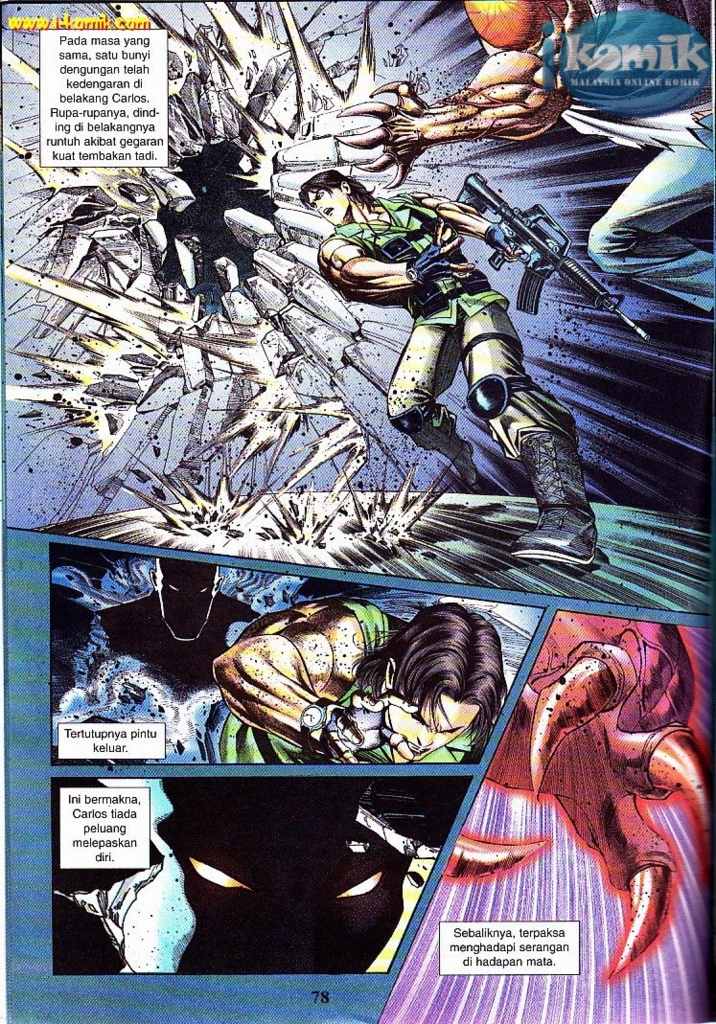 www.i-komik.com
i komik
MALAYSIA ONLINE KOMIK
Pada masa yang
sama, satu bunyi
dengungan telah
kedengaran di
belakang Carlos.
Rupa-rupanya, dind-
ing di belakangnya
runtuh akibat gegaran
kuat tembakan tadi.
Tertutupnya pintu
keluar.
Ini bermakna,
Carlos tiada
peluang
melepaskan
diri.
Sebaliknya, terpaksa
menghadapi serangan
di hadapan mata.
78